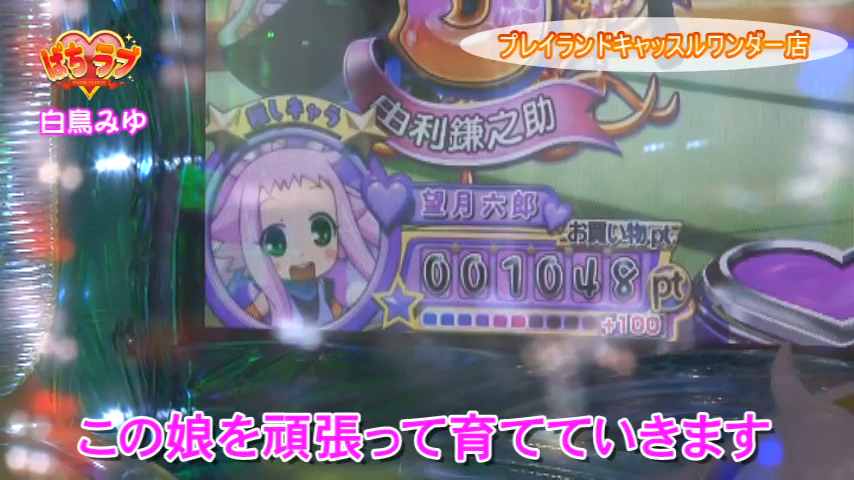 プレイランドキャッスルワンダー店
ぱちラブ
白鳥みゆ
隠しキャラ
由利鎌之助
望月六郎
お買い物pt
001048pt
+100
この娘を頑張って育てていきます